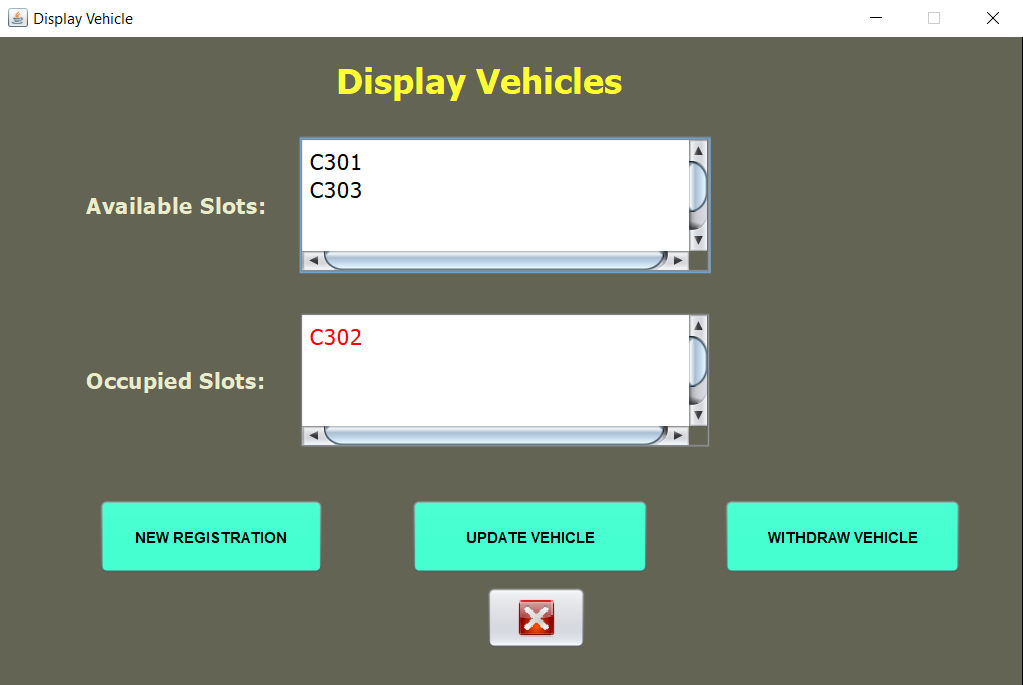 Display Vehicle
Display Vehicles
Available Slots:
C301
C303
Occupied Slots:
C302
NEW REGISTRATION
UPDATE VEHICLE
WITHDRAW VEHICLE